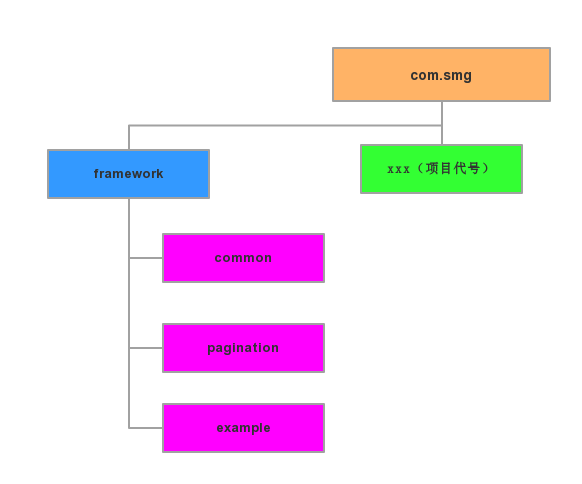 com.smg
framework
xxx（项目代号）
common
pagination
example